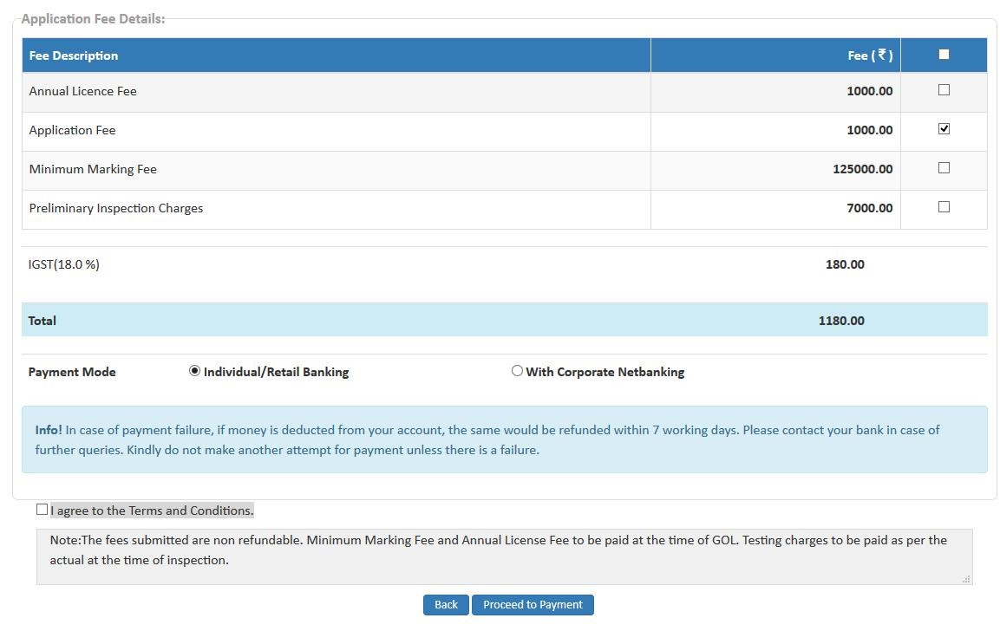 Application Fee Details:
Fee Description Fee ( ₹ )
Annual Licence Fee 1000.00
Application Fee 1000.00
Minimum Marking Fee 125000.00
Preliminary Inspection Charges 7000.00
IGST(18.0 %) 180.00
Total 1180.00
Payment Mode Individual/Retail Banking With Corporate Netbanking
Info! In case of payment failure, if money is deducted from your account, the same would be refunded within 7 working days. Please contact your bank in case of
further queries. Kindly do not make another attempt for payment unless there is a failure.
I agree to the Terms and Conditions.
Note:The fees submitted are non refundable. Minimum Marking Fee and Annual License Fee to be paid at the time of GOL. Testing charges to be paid as per the
actual at the time of inspection.
Back Proceed to Payment